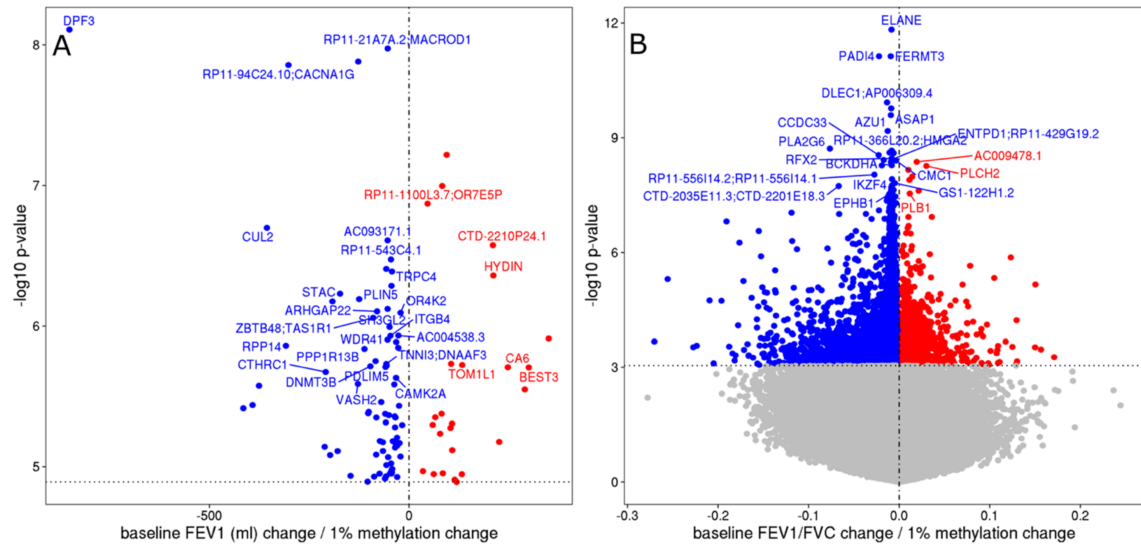 A
DPF3
RP11-21A7A.2;MACROD1
RP11-94C24.10;CACNA1G
RP11-1100L3.7;OR7E5P
CUL2
AC093171.1
CTD-2210P24.1
RP11-543C4.1
HYDIN
TRPC4
STAC
PLIN5
OR4K2
ARHGAP22
SH3GL2
ITGB4
ZBTB48;TAS1R1
WDR41
AC004538.3
RPP14
PPP1R13B
TNNI3;DNAAF3
CA6
CTHRC1
PDLIM5
TOM1L1
BEST3
DNMT3B
VASH2
CAMK2A
8
7
6
5
-500
0
-log10 p-value
baseline FEV1 (ml) change / 1% methylation change
B
ELANE
PADI4
FERMT3
DLEC1;AP006309.4
CCDC33
AZU1
ASAP1
PLA2G6
RP11-366L20.2;HMGA2
ENTPD1;RP11-429G19.2
RFX2
BCKDHA
AC009478.1
RP11-556I14.2;RP11-556I14.1
CMC1
PLCH2
CTD-2035E11.3;CTD-2201E18.3
IKZF4
GS1-122H1.2
EPHB1
PLB1
12
9
6
3
0
-0.3
-0.2
-0.1
0.0
0.1
0.2
-log10 p-value
baseline FEV1/FVC change / 1% methylation change